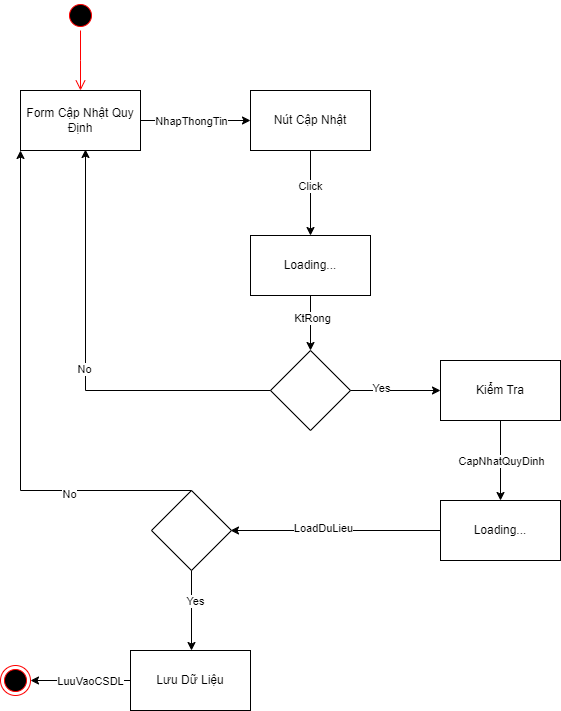 Form Cập Nhật Quy
Định
NhapThongTin
Nút Cập Nhật
Click
Loading...
KtRong
No
Yes
Kiểm Tra
CapNhatQuyDinh
No
LoadDuLieu
Loading...
Yes
LuuVaoCSDL
Lưu Dữ Liệu